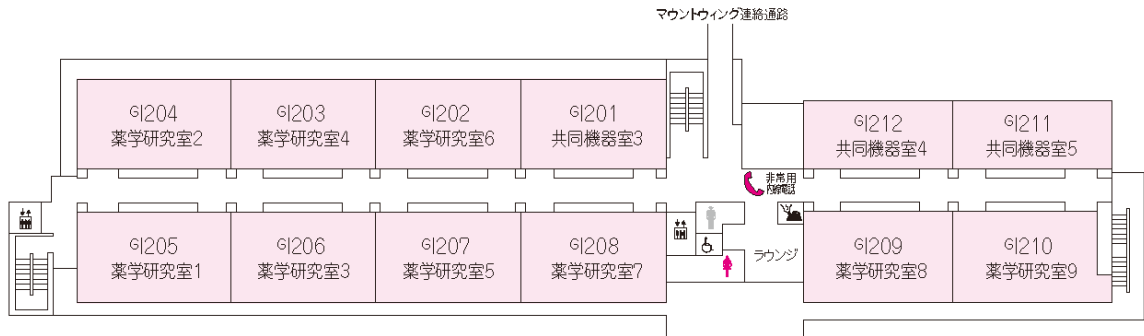 マウントウィング連絡通路
GI204
薬学研究室2
GI203
薬学研究室4
GI202
薬学研究室6
GI201
共同機器室3
GI212
共同機器室4
GI211
共同機器室5
非常用
内線電話
GI205
薬学研究室1
GI206
薬学研究室3
GI207
薬学研究室5
GI208
薬学研究室7
ラウンジ
GI209
薬学研究室8
GI210
薬学研究室9